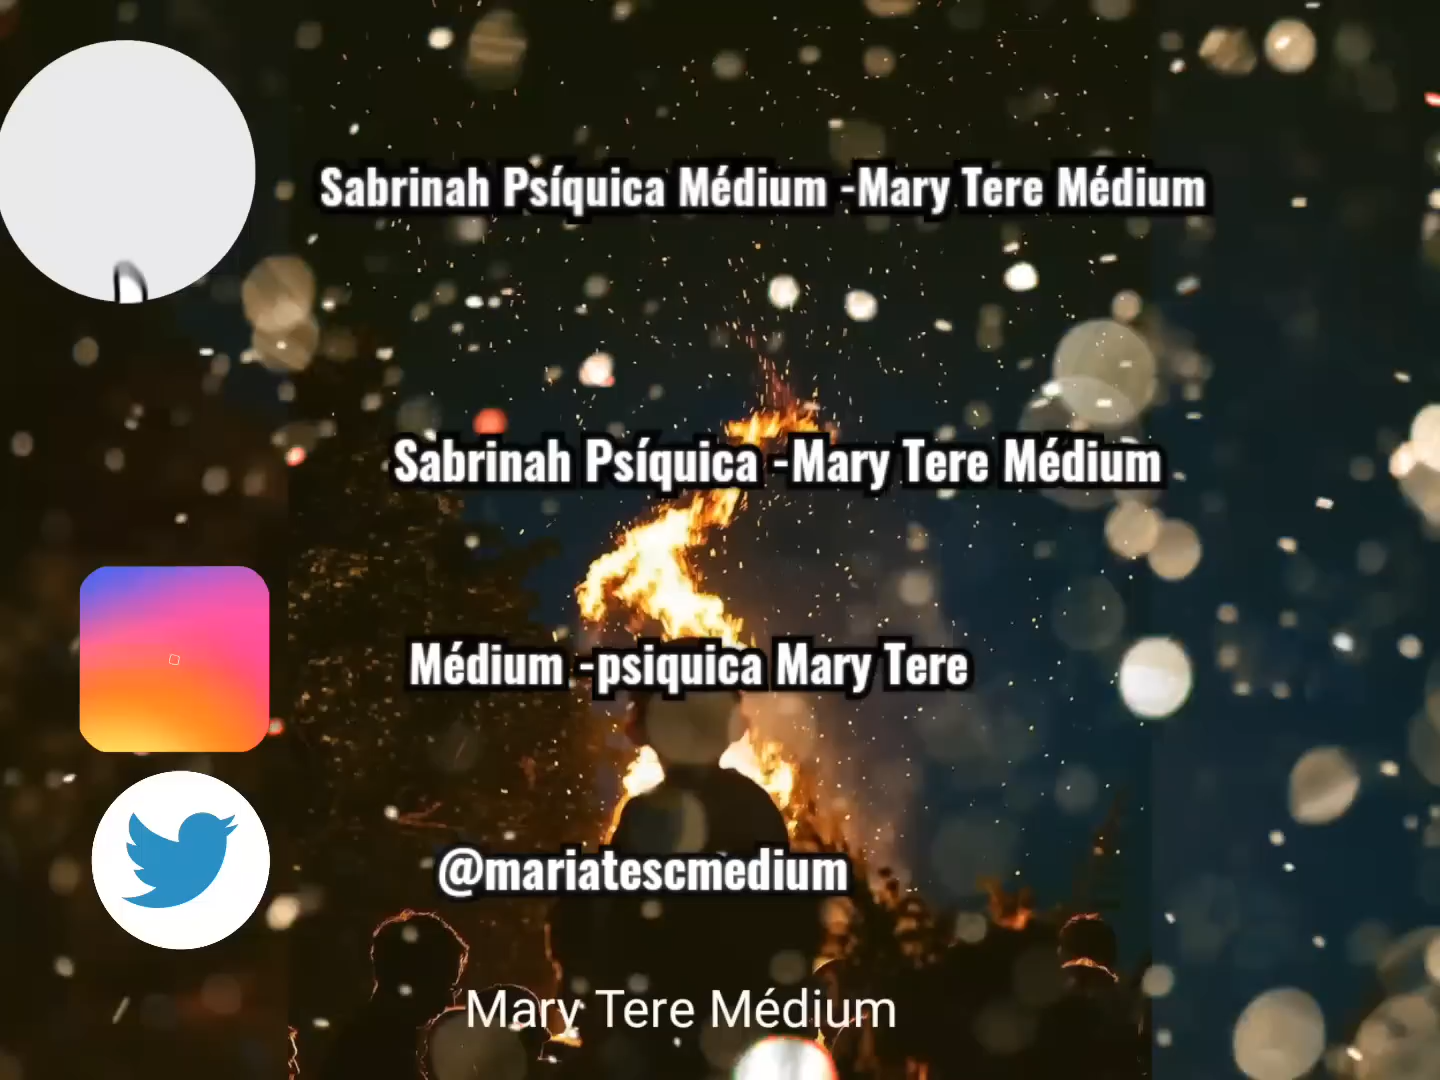 Sabrinah Psíquica Médium -Mary Tere Médium
Sabrinah Psíquica -Mary Tere Médium
Médium -psiquica Mary Tere
@mariatescmedium
Mary Tere Médium